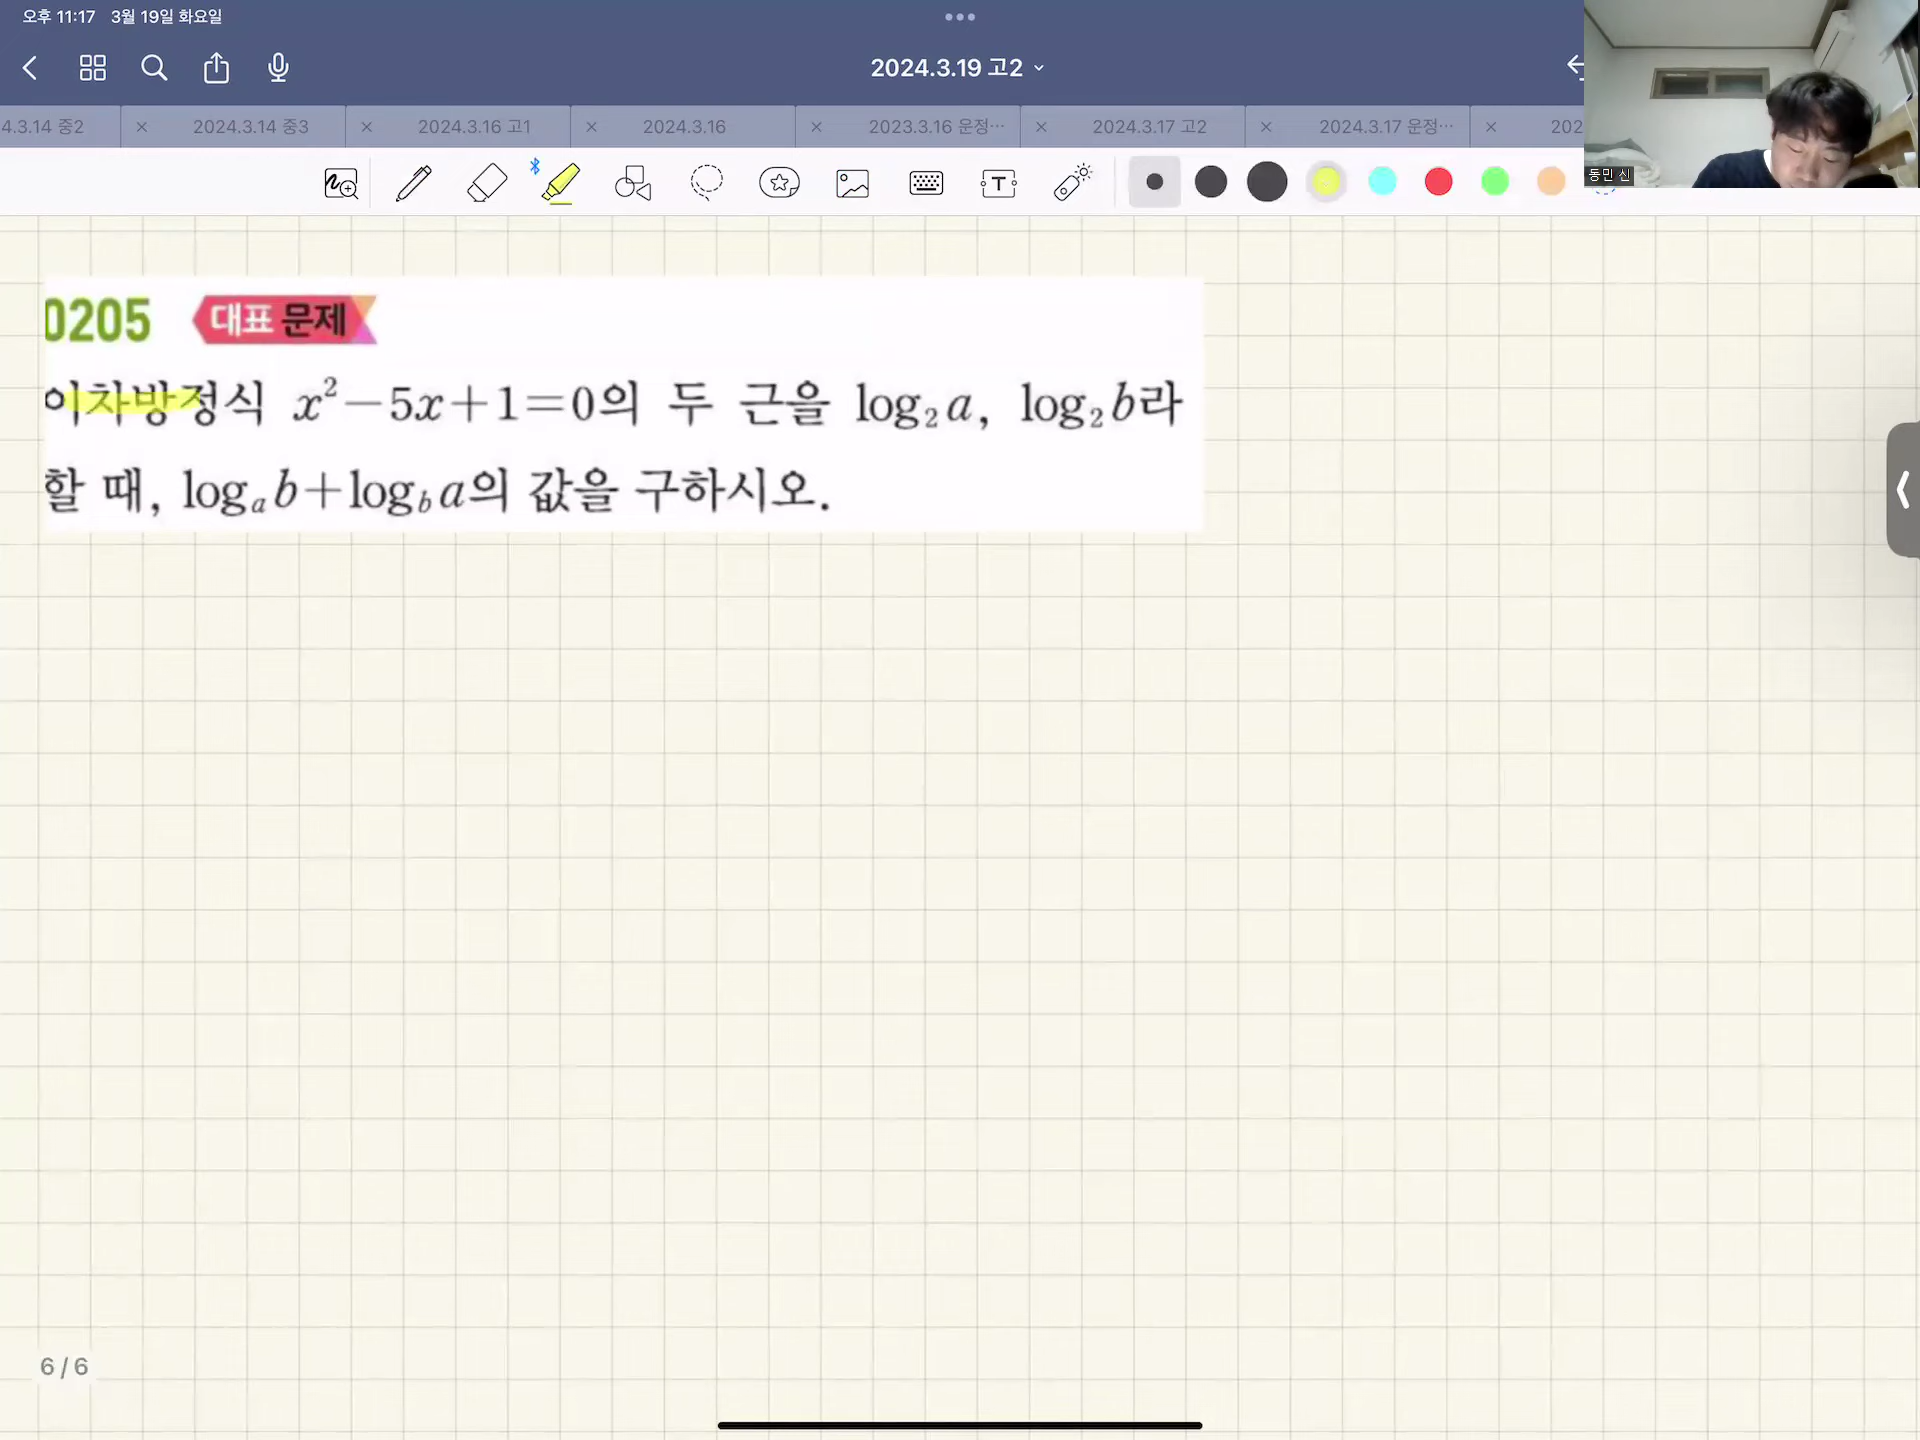 오후 11:17 3월 19일 화요일
2024.3.19 고2
4.3.14 중2
2024.3.14 중3
2024.3.16 고1
2024.3.16
2023.3.16 운정…
2024.3.17 고2
2024.3.17 운정…
202
동민 신
T
0205 대표 문제
이차방정식 x²−5x+1=0의 두 근을 log₂a, log₂b라
할 때, logₐb+log_b a의 값을 구하시오.
6 / 6